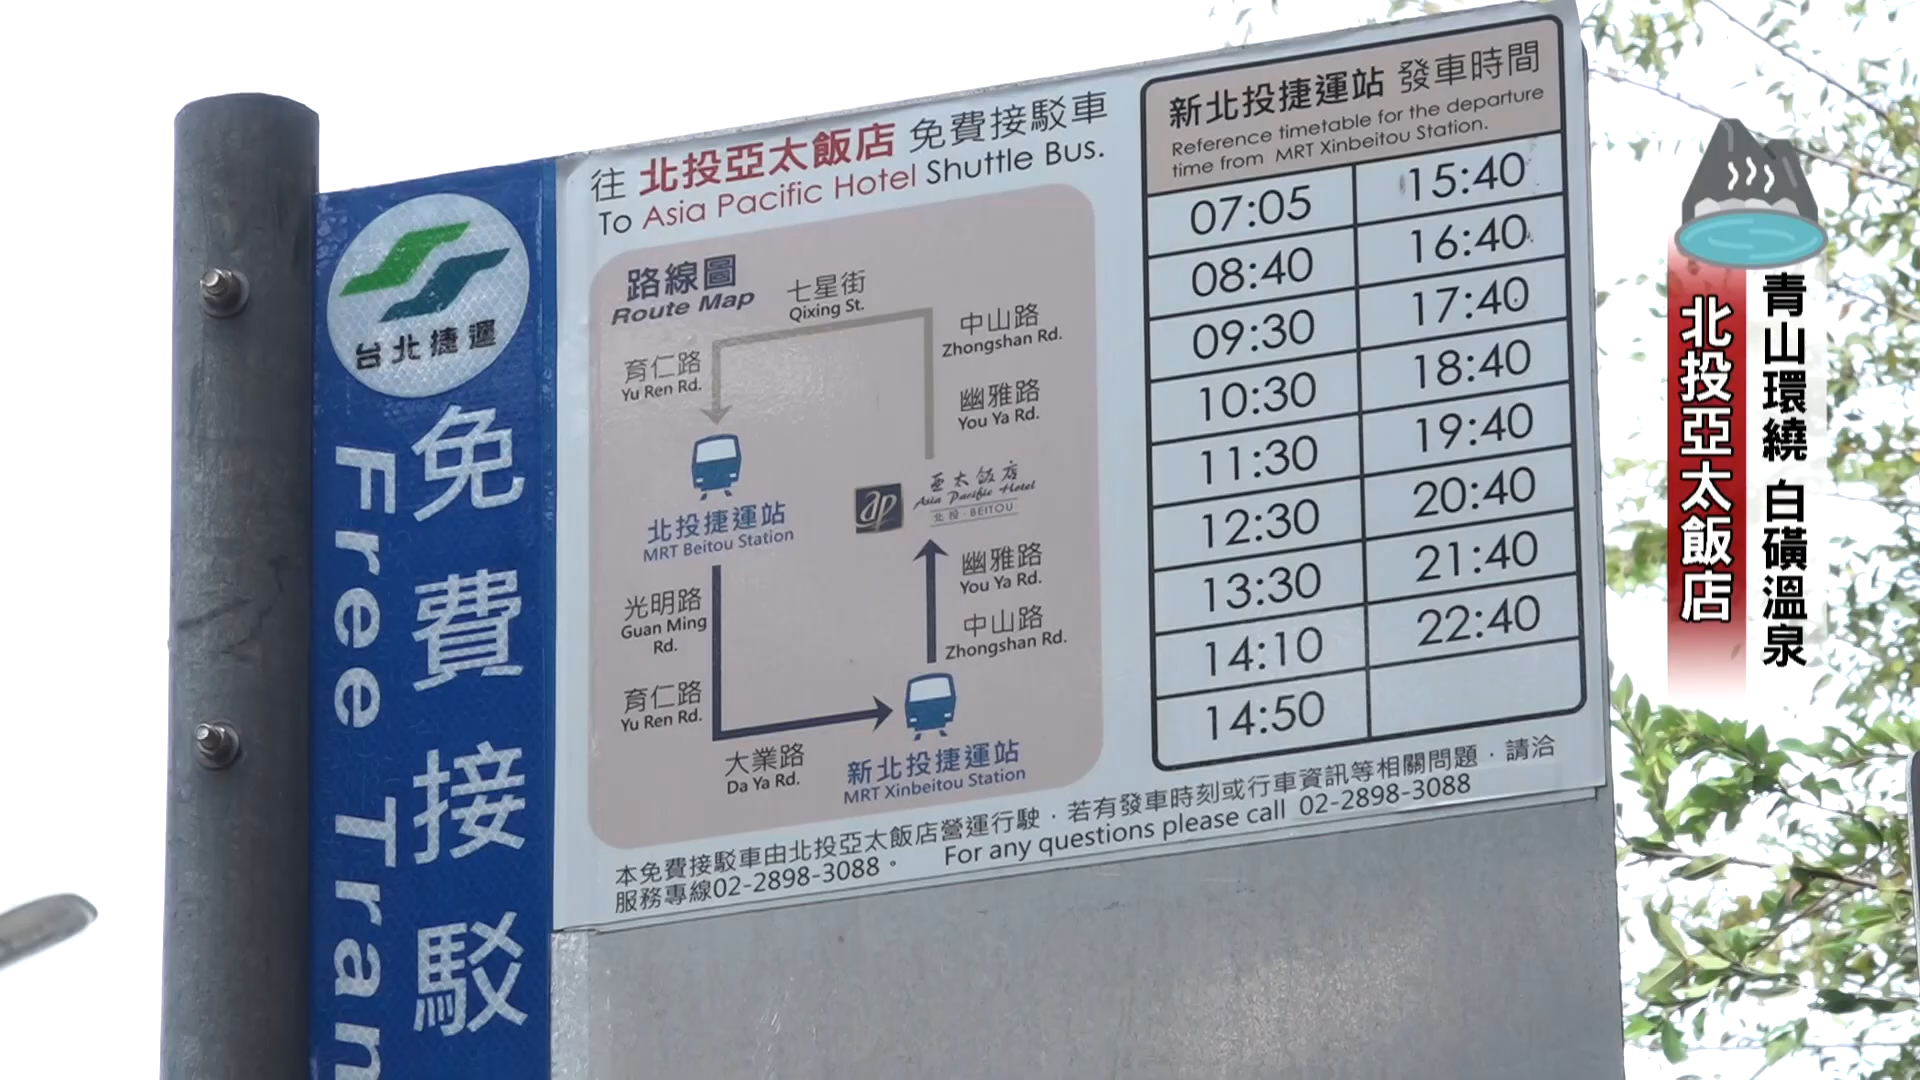 台北捷運
免費接駁
Free Tran
往 北投亞太飯店 免費接駁車
To Asia Pacific Hotel Shuttle Bus.
路線圖
Route Map
七星街
Qixing St.
中山路
Zhongshan Rd.
育仁路
Yu Ren Rd.
幽雅路
You Ya Rd.
北投捷運站
MRT Beitou Station
ap
亞太飯店
Asia Pacific Hotel
北投·BEITOU
光明路
Guan Ming
Rd.
幽雅路
You Ya Rd.
中山路
Zhongshan Rd.
育仁路
Yu Ren Rd.
大業路
Da Ya Rd.
新北投捷運站
MRT Xinbeitou Station
新北投捷運站 發車時間
Reference timetable for the departure
time from MRT Xinbeitou Station.
07:05 15:40
08:40 16:40
09:30 17:40
10:30 18:40
11:30 19:40
12:30 20:40
13:30 21:40
14:10 22:40
14:50
本免費接駁車由北投亞太飯店營運行駛，若有發車時刻或行車資訊等相關問題，請洽
服務專線02-2898-3088。 For any questions please call 02-2898-3088
青山環繞 白磺溫泉
北投亞太飯店